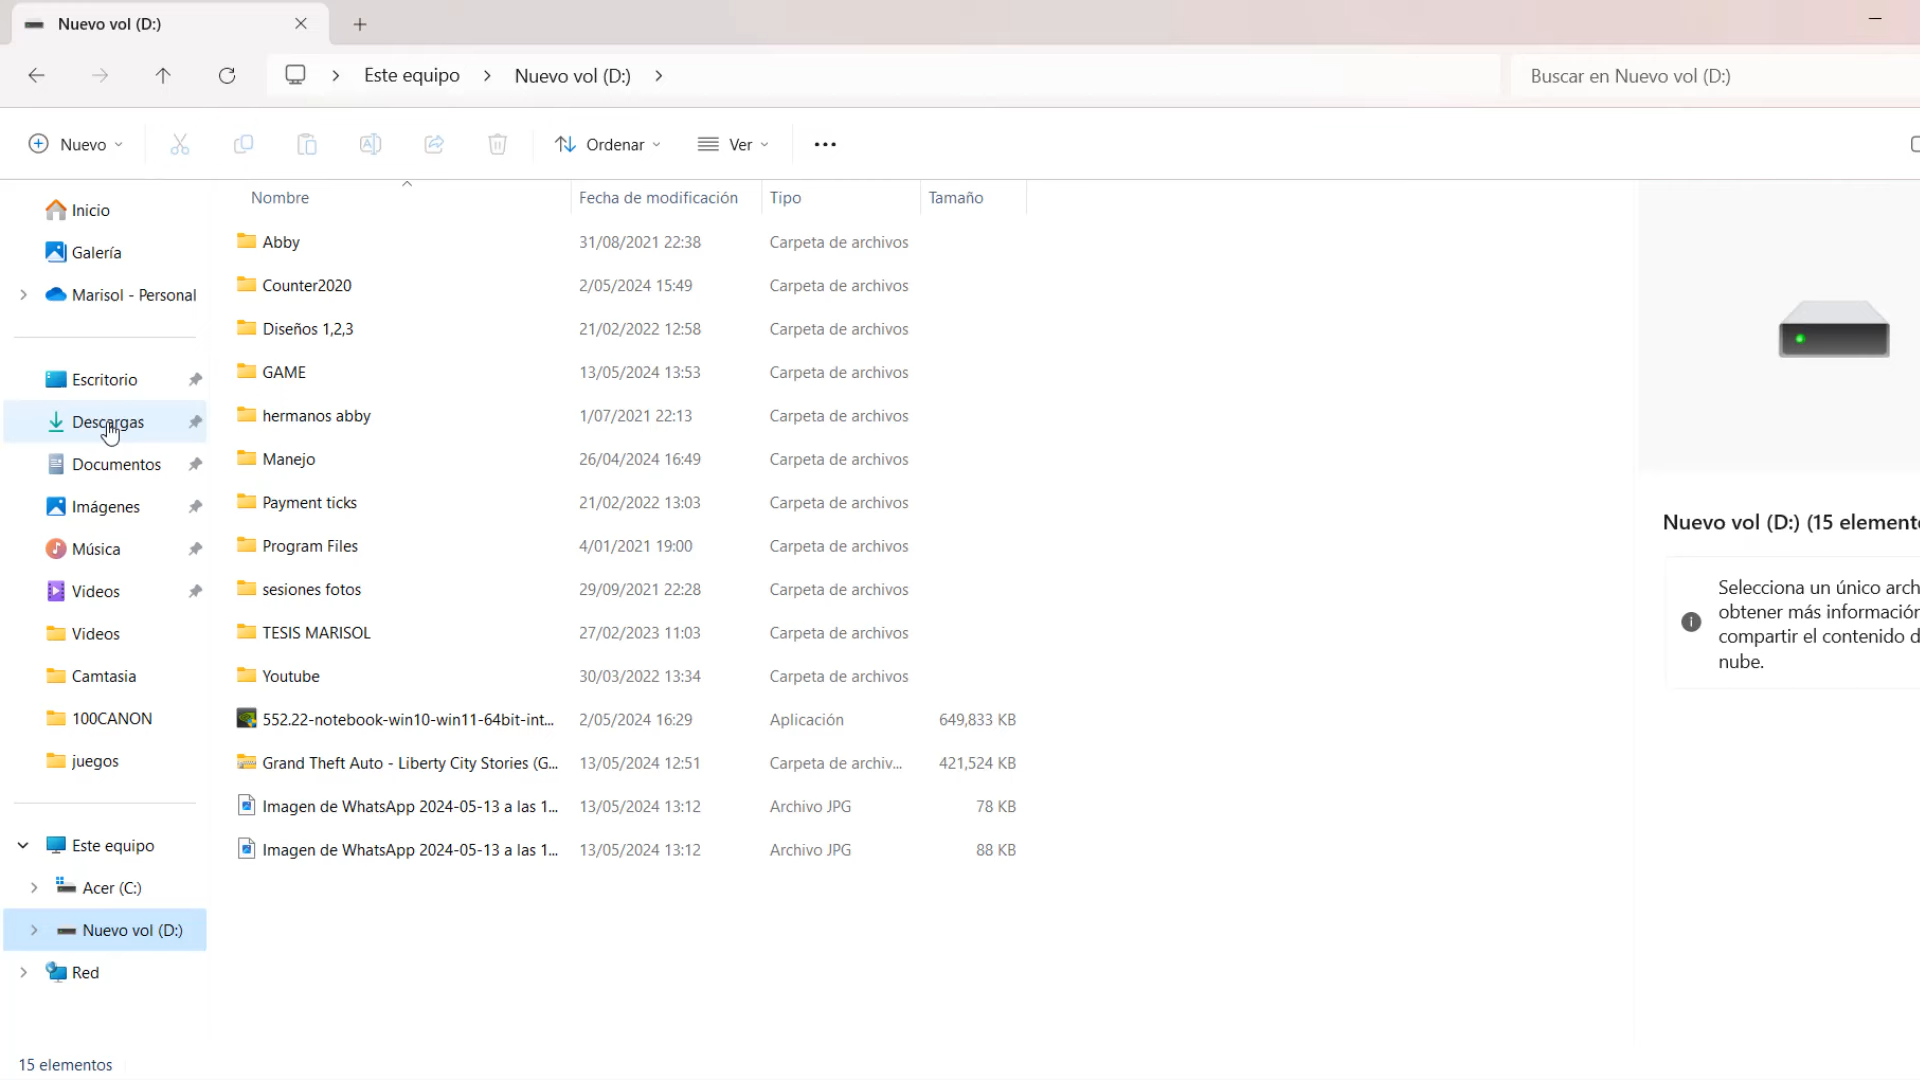 Nuevo vol (D:)
Este equipo
Nuevo vol (D:)
Buscar en Nuevo vol (D:)
Nuevo
Ordenar
Ver
Inicio
Galería
Marisol - Personal
Escritorio
Descargas
Documentos
Imágenes
Música
Videos
Videos
Camtasia
100CANON
juegos
Este equipo
Acer (C:)
Nuevo vol (D:)
Red
Nombre Fecha de modificación Tipo Tamaño
Abby 31/08/2021 22:38 Carpeta de archivos
Counter2020 2/05/2024 15:49 Carpeta de archivos
Diseños 1,2,3 21/02/2022 12:58 Carpeta de archivos
GAME 13/05/2024 13:53 Carpeta de archivos
hermanos abby 1/07/2021 22:13 Carpeta de archivos
Manejo 26/04/2024 16:49 Carpeta de archivos
Payment ticks 21/02/2022 13:03 Carpeta de archivos
Program Files 4/01/2021 19:00 Carpeta de archivos
sesiones fotos 29/09/2021 22:28 Carpeta de archivos
TESIS MARISOL 27/02/2023 11:03 Carpeta de archivos
Youtube 30/03/2022 13:34 Carpeta de archivos
552.22-notebook-win10-win11-64bit-int... 2/05/2024 16:29 Aplicación 649,833 KB
Grand Theft Auto - Liberty City Stories (G... 13/05/2024 12:51 Carpeta de archiv... 421,524 KB
Imagen de WhatsApp 2024-05-13 a las 1... 13/05/2024 13:12 Archivo JPG 78 KB
Imagen de WhatsApp 2024-05-13 a las 1... 13/05/2024 13:12 Archivo JPG 88 KB
Nuevo vol (D:) (15 elemento
Selecciona un único arch
obtener más información
compartir el contenido d
nube.
15 elementos